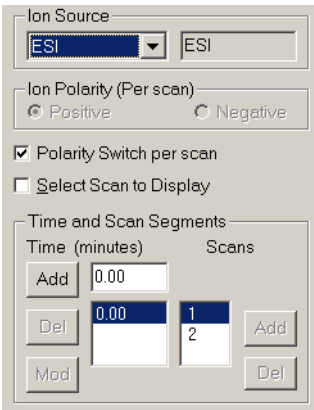 Ion Source
ESI ESI
Ion Polarity (Per scan)
Positive Negative
Polarity Switch per scan
Select Scan to Display
Time and Scan Segments
Time (minutes) Scans
Add 0.00
Del 0.00 1 Add
2
Mod Del